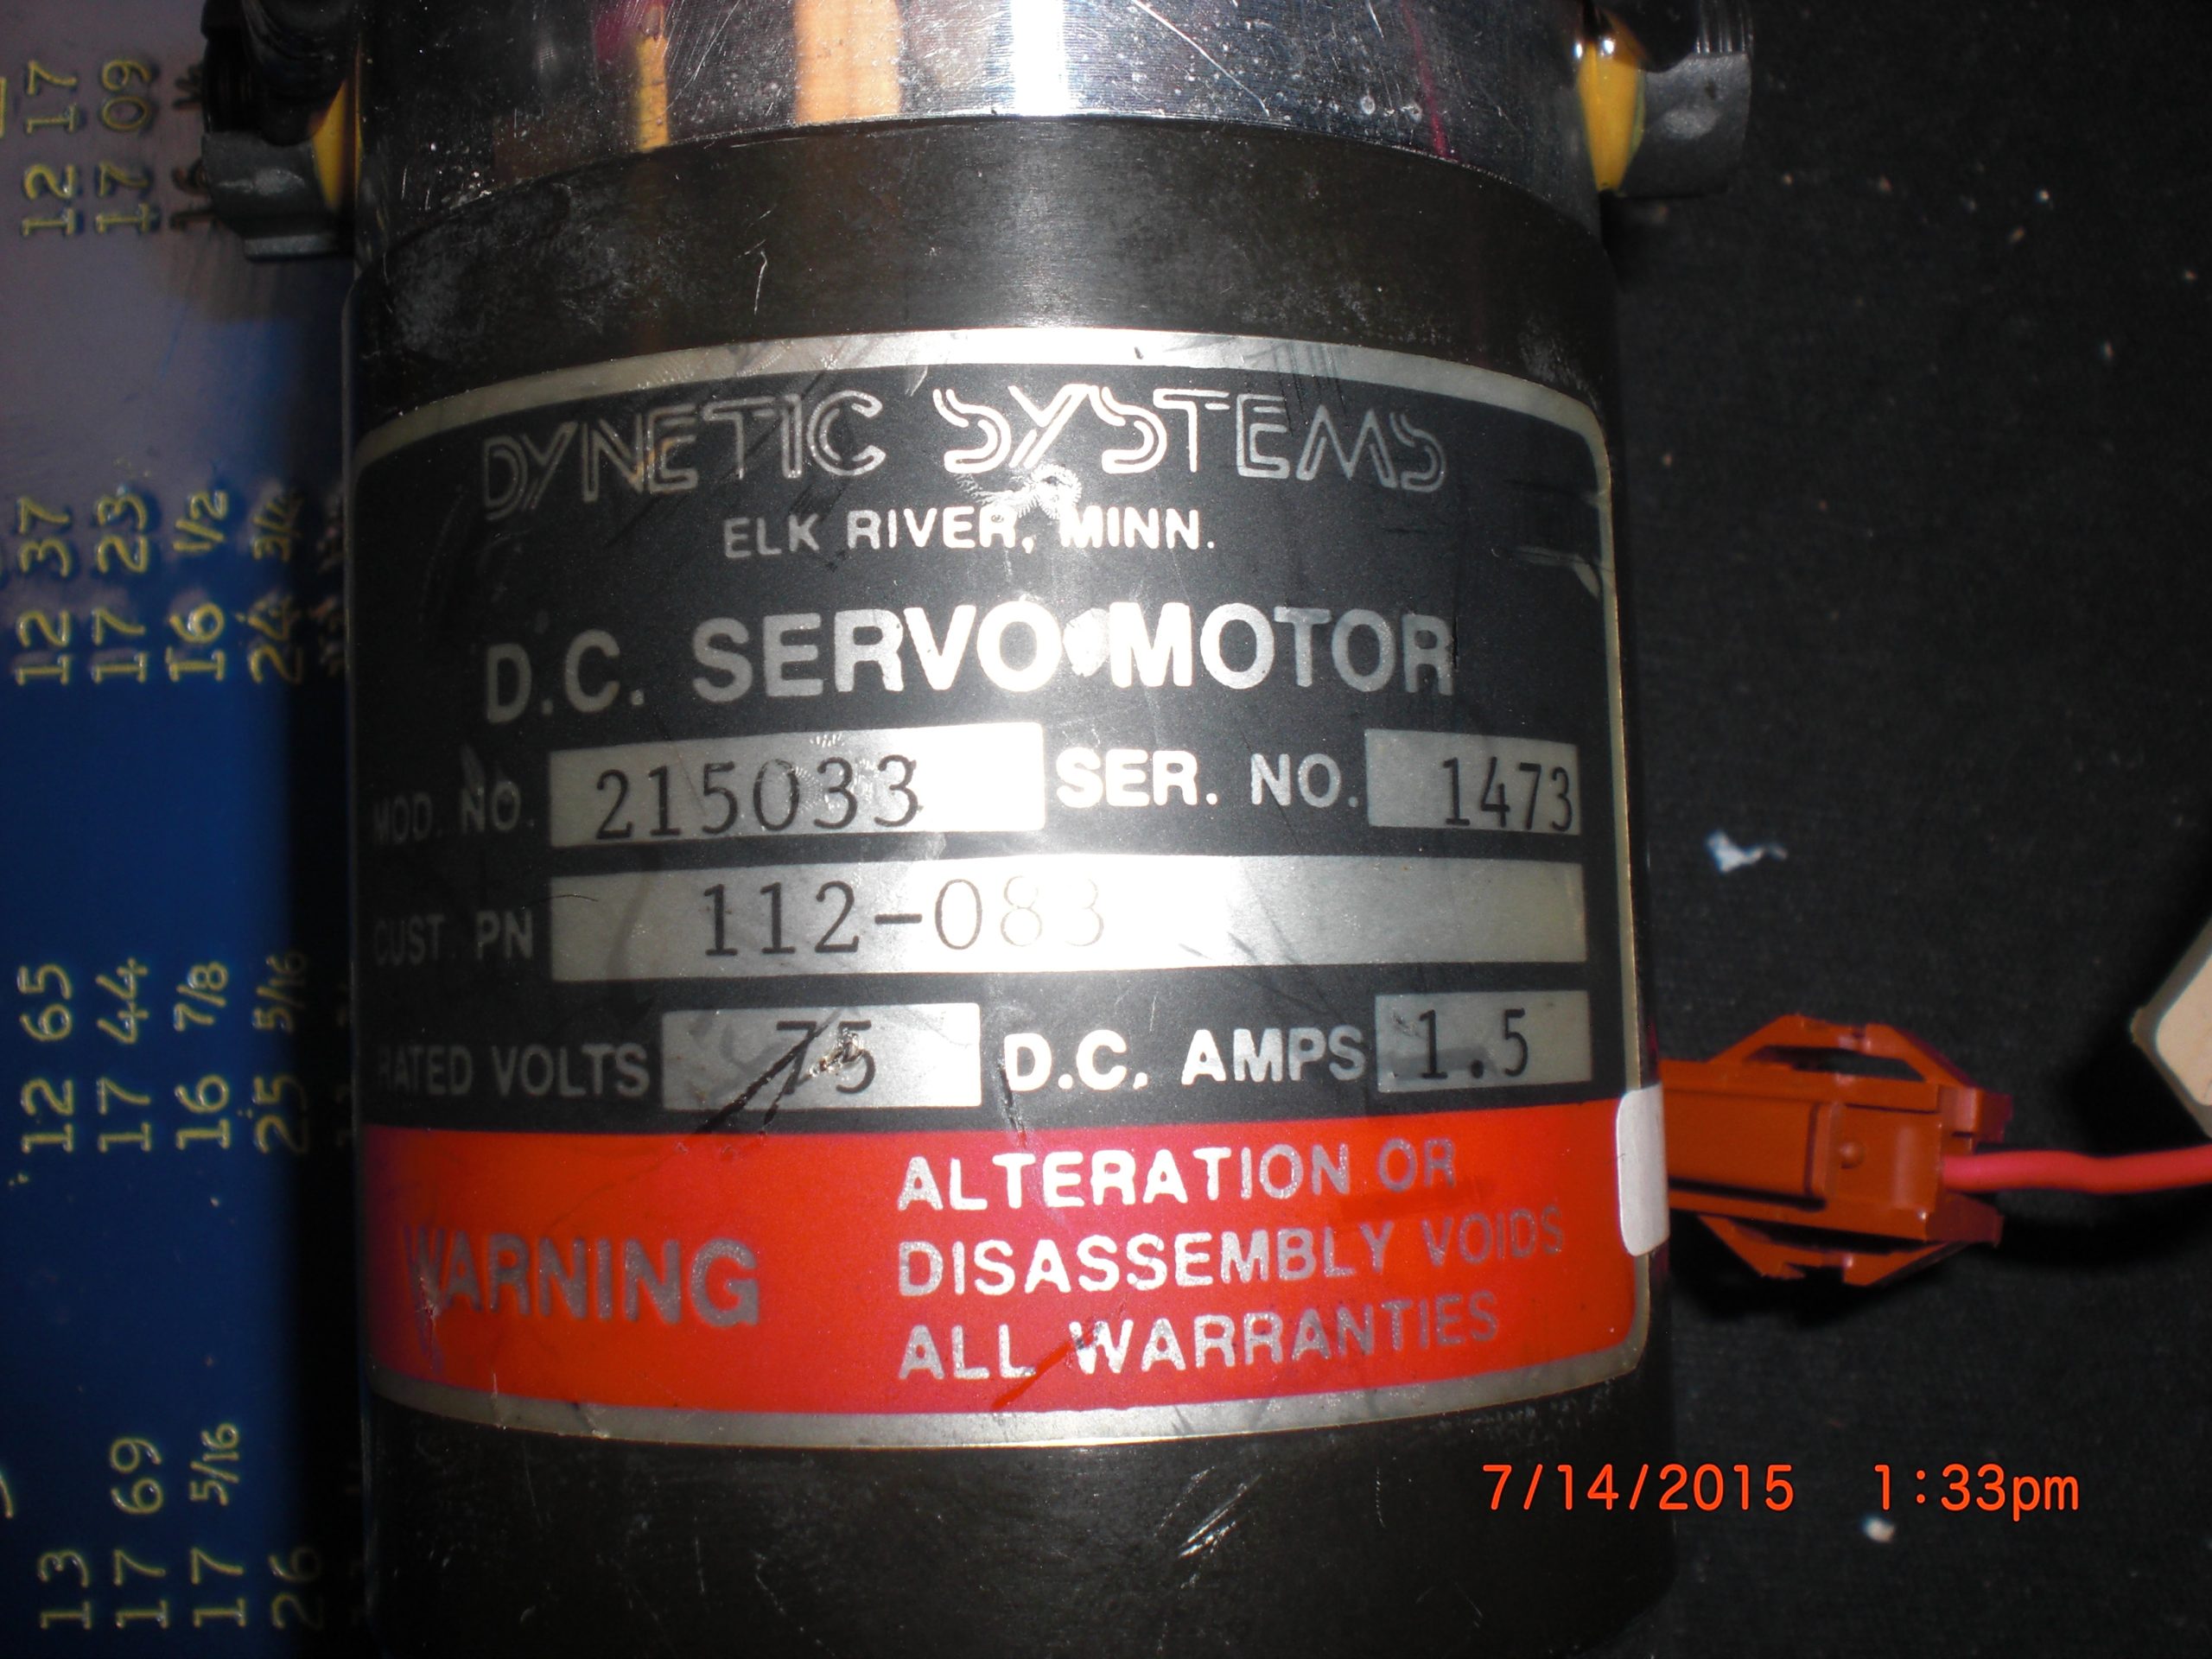 DYNETIC SYSTEMS
ELK RIVER, MINN.
D.C. SERVO MOTOR
MOD. NO. 215033 SER. NO. 1473
CUST. PN 112-083
RATED VOLTS 75 D.C. AMPS 1.5
WARNING
ALTERATION OR
DISASSEMBLY VOIDS
ALL WARRANTIES
7/14/2015 1:33pm
13 12 65 12 37 12 17
17 69 17 44 17 23 17 09
17 5/16 16 7/8 16 1/2
26 25 5/16 24 3/4